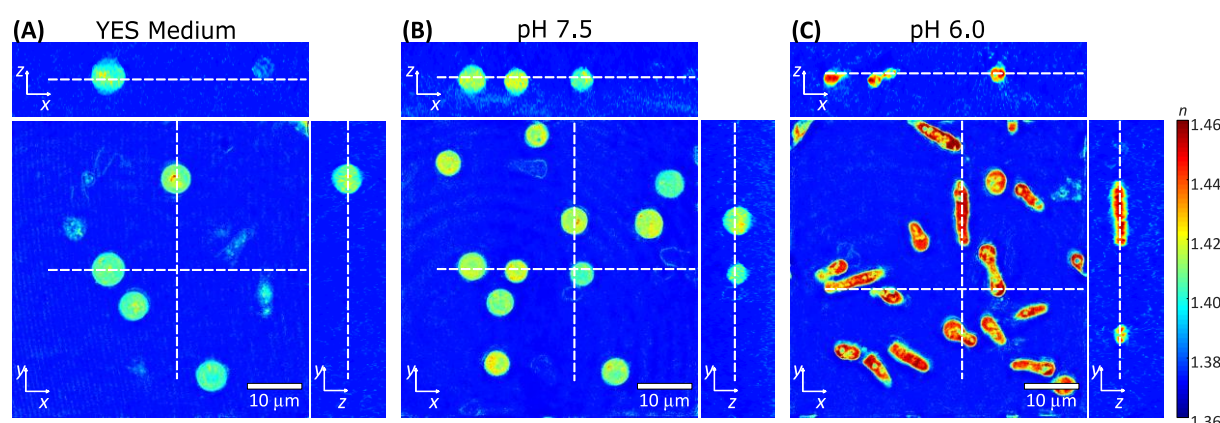 (A) YES Medium
z
x
y
x
10 μm
y
z
(B) pH 7.5
z
x
y
x
10 μm
y
z
(C) pH 6.0
z
x
y
x
10 μm
y
z
n
1.46
1.44
1.42
1.40
1.38
1.36